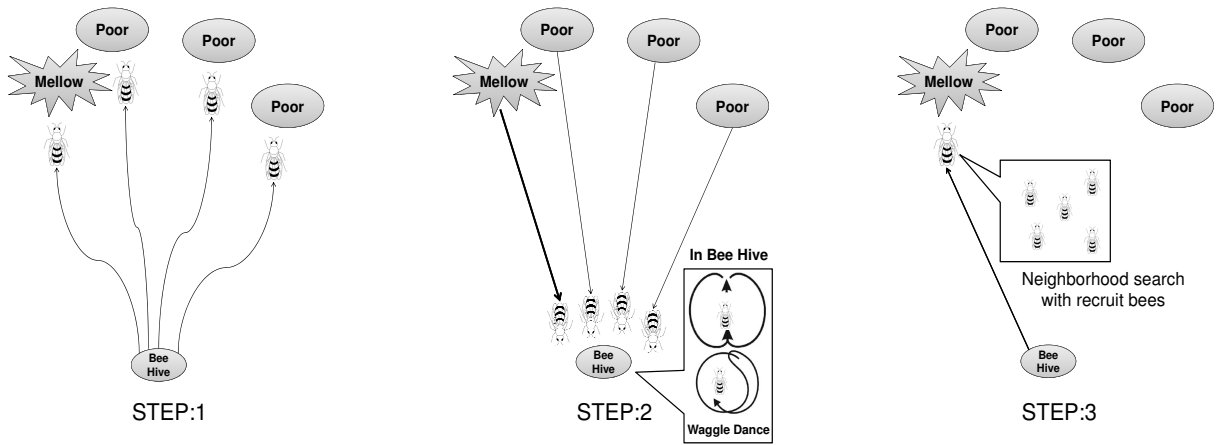 Poor
Poor
Mellow
Poor
Bee
Hive
STEP:1
Poor
Poor
Mellow
Poor
In Bee Hive
Bee
Hive
Waggle Dance
STEP:2
Poor
Poor
Mellow
Poor
Neighborhood search
with recruit bees
Bee
Hive
STEP:3